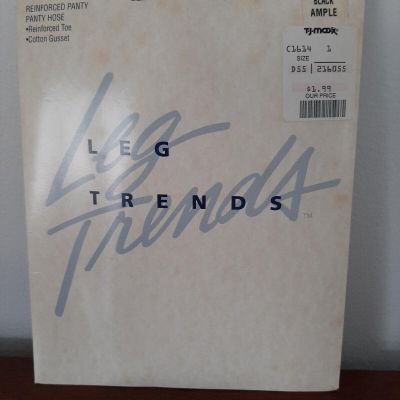 REINFORCED PANTY
PANTY HOSE
•Reinforced Toe
•Cotton Gusset
BLACK
AMPLE
T·J·maxx
C1614 1
SIZE
D55 216055
$1.99
OUR PRICE
Leg
Trends
LEG
TRENDS
TM